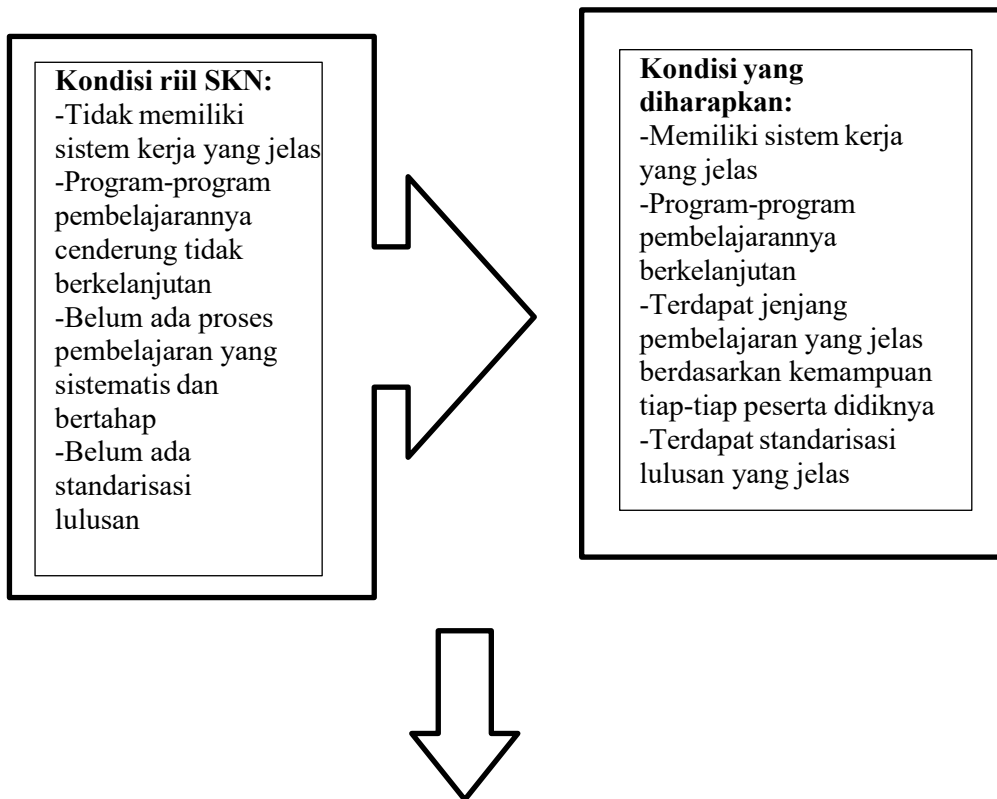 Kondisi riil SKN:
-Tidak memiliki
sistem kerja yang jelas
-Program-program
pembelajarannya
cenderung tidak
berkelanjutan
-Belum ada proses
pembelajaran yang
sistematis dan
bertahap
-Belum ada
standarisasi
lulusan
Kondisi yang
diharapkan:
-Memiliki sistem kerja
yang jelas
-Program-program
pembelajarannya
berkelanjutan
-Terdapat jenjang
pembelajaran yang jelas
berdasarkan kemampuan
tiap-tiap peserta didiknya
-Terdapat standarisasi
lulusan yang jelas